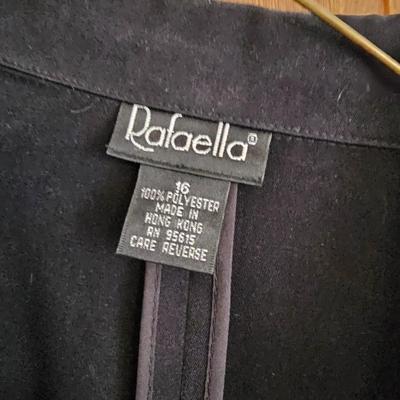 Rafaella®
16
100% POLYESTER
MADE IN
HONG KONG
RN 95615
CARE REVERSE